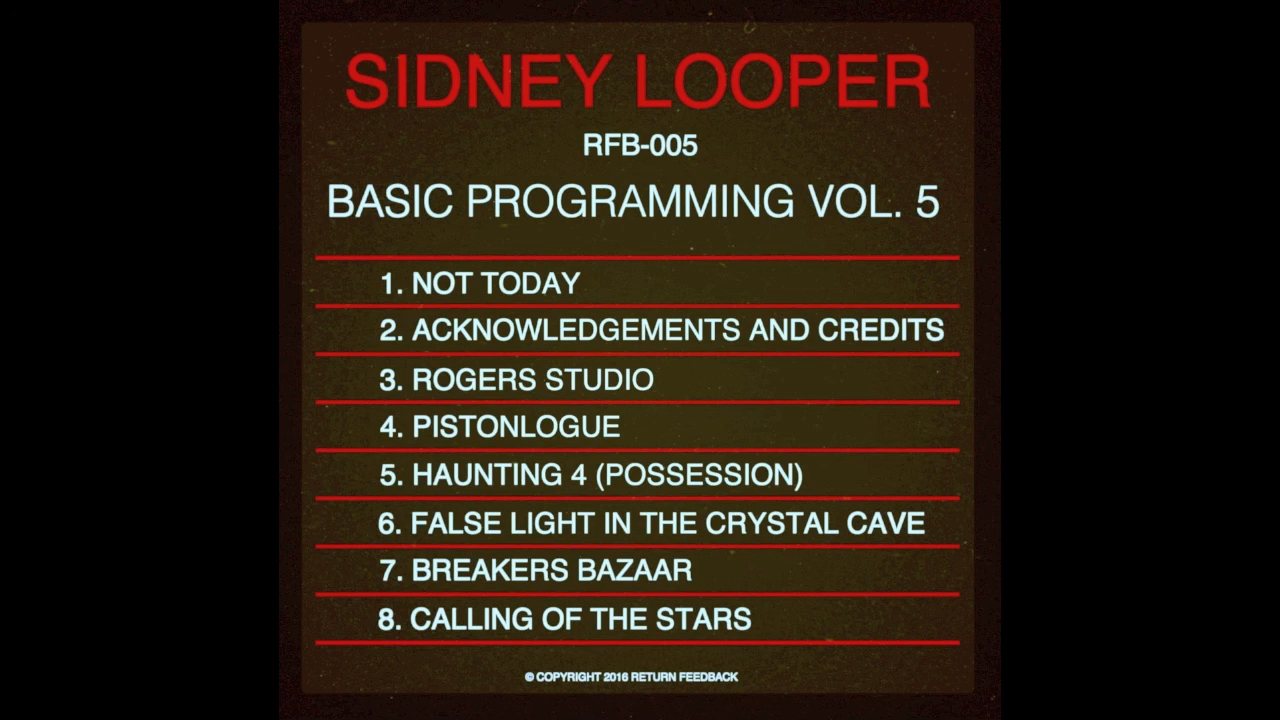 SIDNEY LOOPER
RFB-005
BASIC PROGRAMMING VOL. 5
1. NOT TODAY
2. ACKNOWLEDGEMENTS AND CREDITS
3. ROGERS STUDIO
4. PISTONLOGUE
5. HAUNTING 4 (POSSESSION)
6. FALSE LIGHT IN THE CRYSTAL CAVE
7. BREAKERS BAZAAR
8. CALLING OF THE STARS
© COPYRIGHT 2016 RETURN FEEDBACK